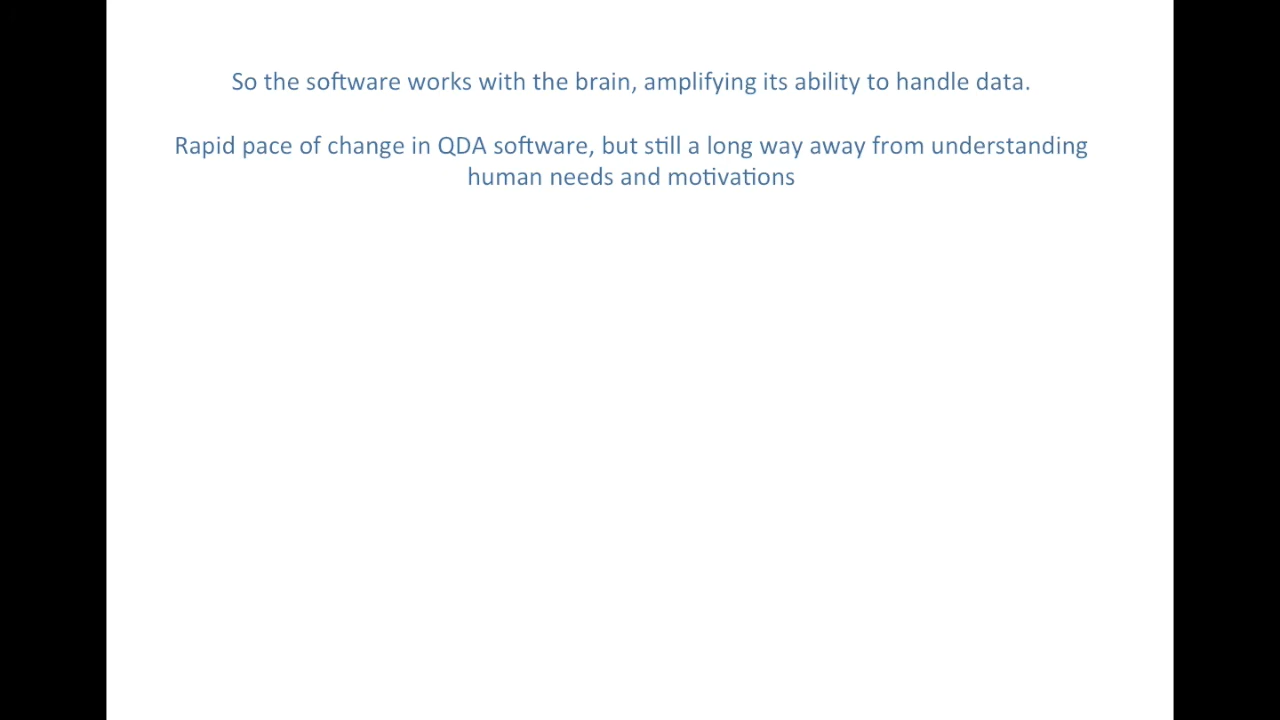 So the software works with the brain, amplifying its ability to handle data.
Rapid pace of change in QDA software, but still a long way away from understanding
human needs and motivations